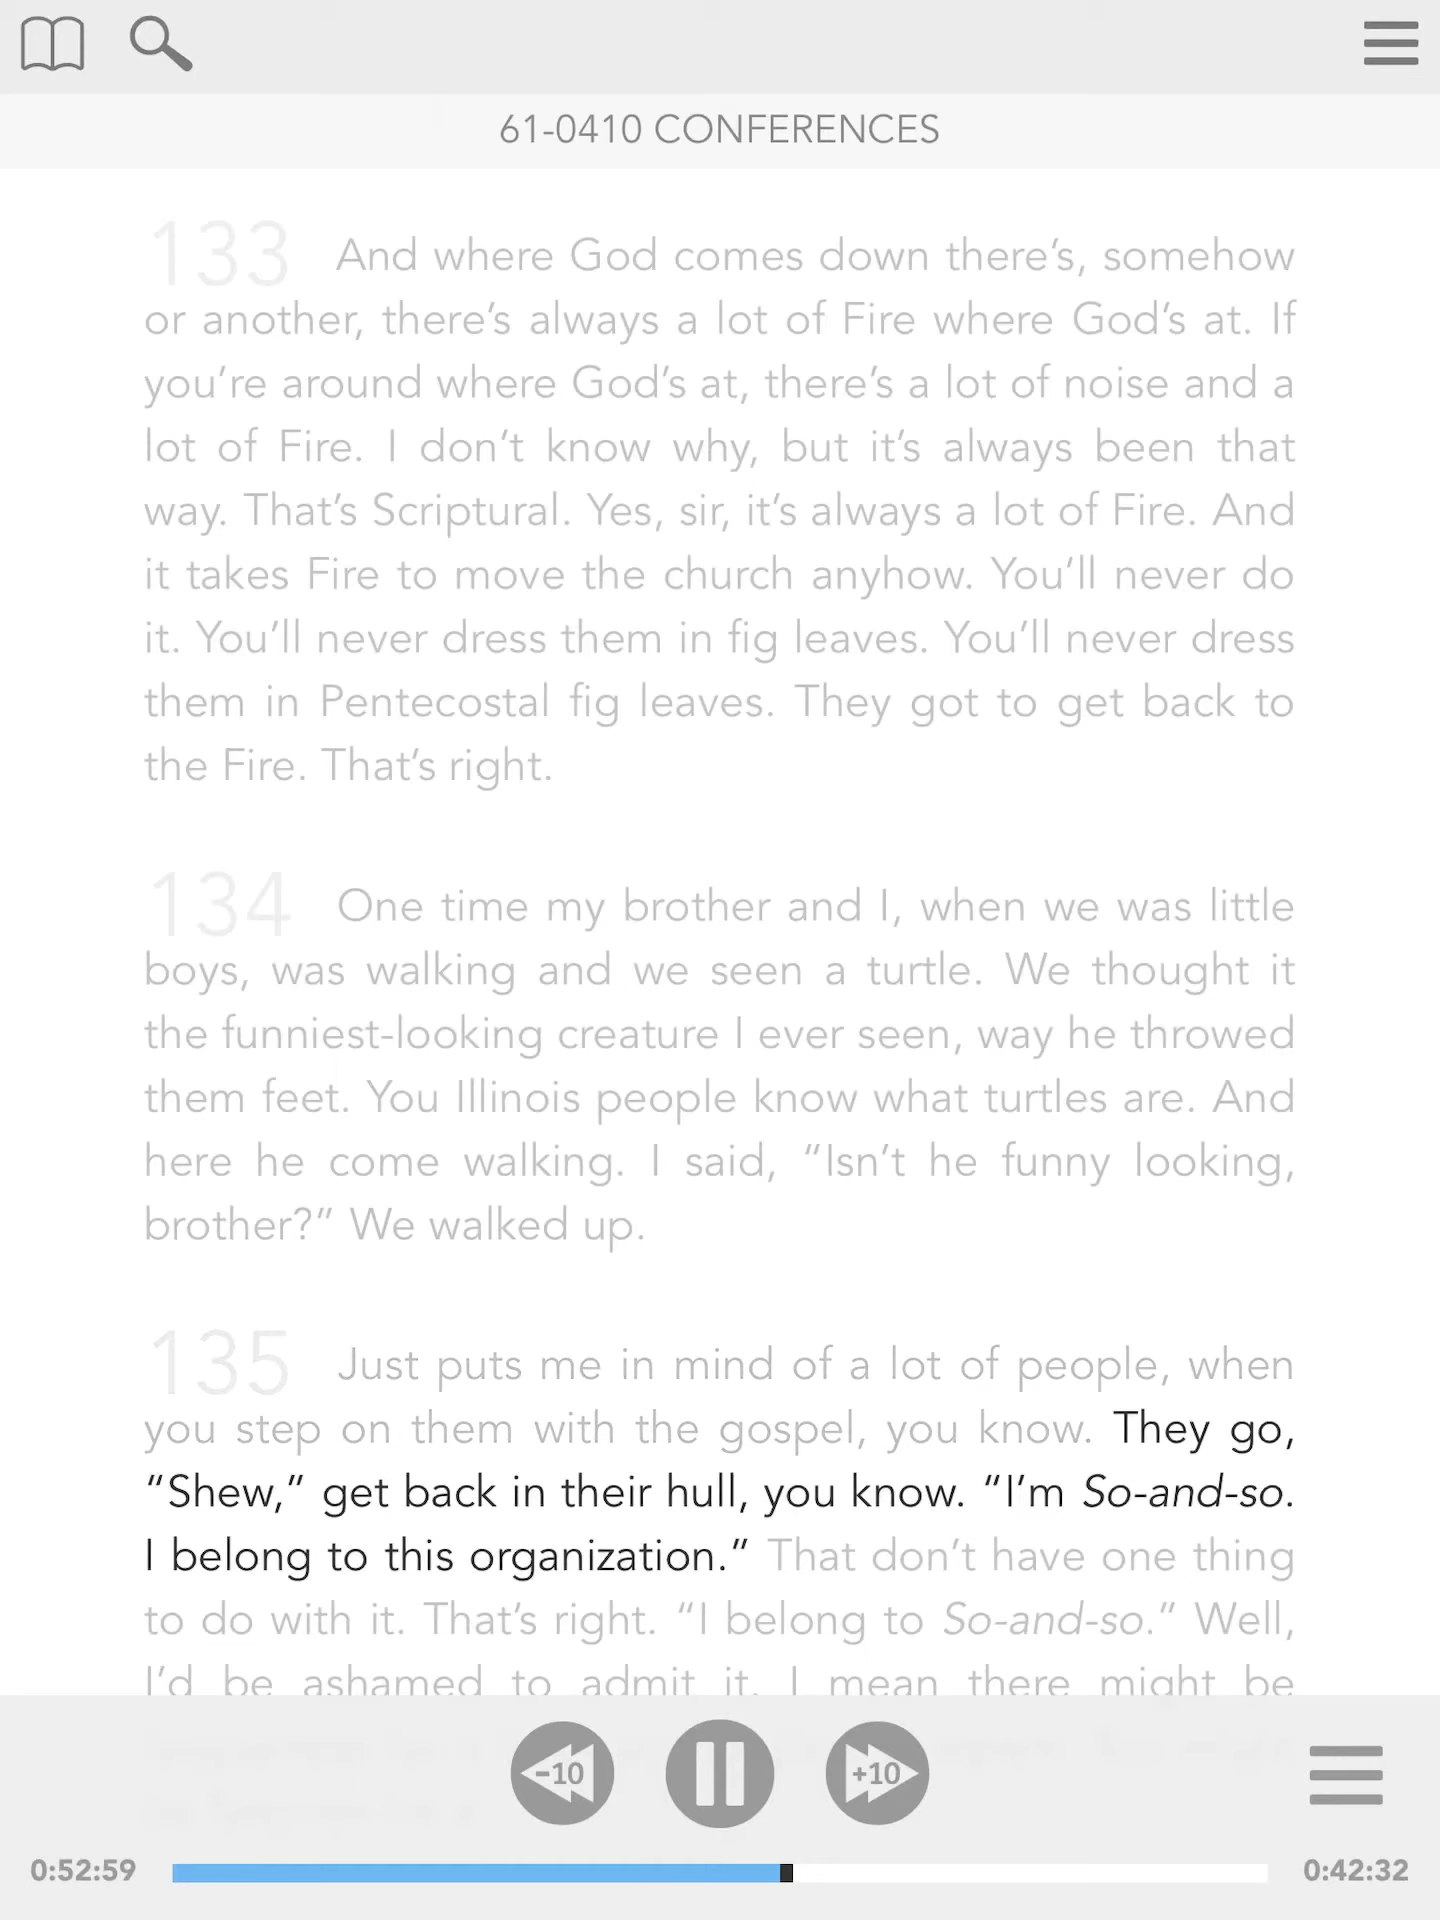 61-0410 CONFERENCES
133 And where God comes down there’s, somehow
or another, there’s always a lot of Fire where God’s at. If
you’re around where God’s at, there’s a lot of noise and a
lot of Fire. I don’t know why, but it’s always been that
way. That’s Scriptural. Yes, sir, it’s always a lot of Fire. And
it takes Fire to move the church anyhow. You’ll never do
it. You’ll never dress them in fig leaves. You’ll never dress
them in Pentecostal fig leaves. They got to get back to
the Fire. That’s right.
134 One time my brother and I, when we was little
boys, was walking and we seen a turtle. We thought it
the funniest-looking creature I ever seen, way he throwed
them feet. You Illinois people know what turtles are. And
here he come walking. I said, “Isn’t he funny looking,
brother?” We walked up.
135 Just puts me in mind of a lot of people, when
you step on them with the gospel, you know. They go,
“Shew,” get back in their hull, you know. “I’m So-and-so.
I belong to this organization.” That don’t have one thing
to do with it. That’s right. “I belong to So-and-so.” Well,
I’d be ashamed to admit it. I mean there might be
-10 +10
0:52:59 0:42:32